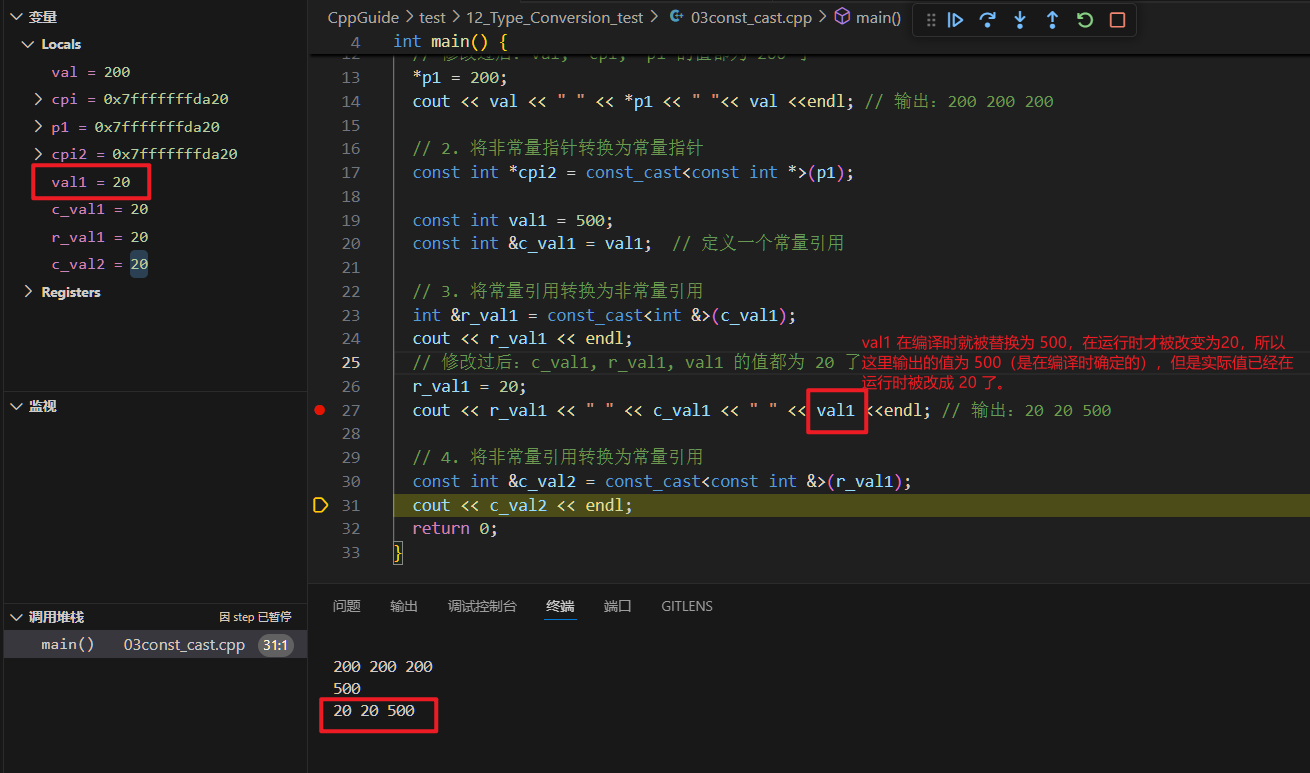 变量
Locals
val = 200
cpi = 0x7fffffffda20
p1 = 0x7fffffffda20
cpi2 = 0x7fffffffda20
val1 = 20
c_val1 = 20
r_val1 = 20
c_val2 = 20
Registers
监视
调用堆栈
因 step 已暂停
main() 03const_cast.cpp 31:1
CppGuide > test > 12_Type_Conversion_test > 03const_cast.cpp > main()
4 int main() {
13 *p1 = 200;
14 cout << val << " " << *p1 << " "<< val <<endl; // 输出：200 200 200
15
16 // 2. 将非常量指针转换为常量指针
17 const int *cpi2 = const_cast<const int *>(p1);
18
19 const int val1 = 500;
20 const int &c_val1 = val1;  // 定义一个常量引用
21
22 // 3. 将常量引用转换为非常量引用
23 int &r_val1 = const_cast<int &>(c_val1);
24 cout << r_val1 << endl;
25 // 修改过后：c_val1, r_val1, val1 的值都为 20 了
26 r_val1 = 20;
27 cout << r_val1 << " " << c_val1 << " " << val1 <<endl; // 输出：20 20 500
28
29 // 4. 将非常量引用转换为常量引用
30 const int &c_val2 = const_cast<const int &>(r_val1);
31 cout << c_val2 << endl;
32 return 0;
33 }
val1 在编译时就被替换为 500，在运行时才被改变为20，所以
这里输出的值为 500（是在编译时确定的），但是实际值已经在
运行时被改成 20 了。
问题 输出 调试控制台 终端 端口 GITLENS
200 200 200
500
20 20 500